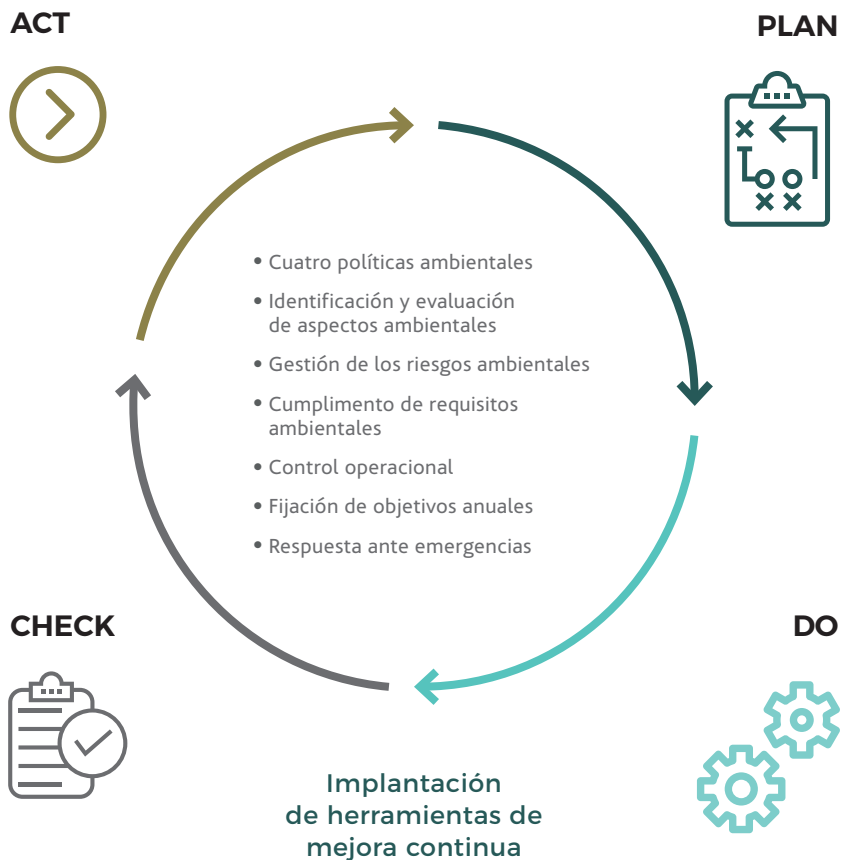 ACT
PLAN
• Cuatro políticas ambientales
• Identificación y evaluación
de aspectos ambientales
• Gestión de los riesgos ambientales
• Cumplimento de requisitos
ambientales
• Control operacional
• Fijación de objetivos anuales
• Respuesta ante emergencias
CHECK
DO
Implantación
de herramientas de
mejora continua